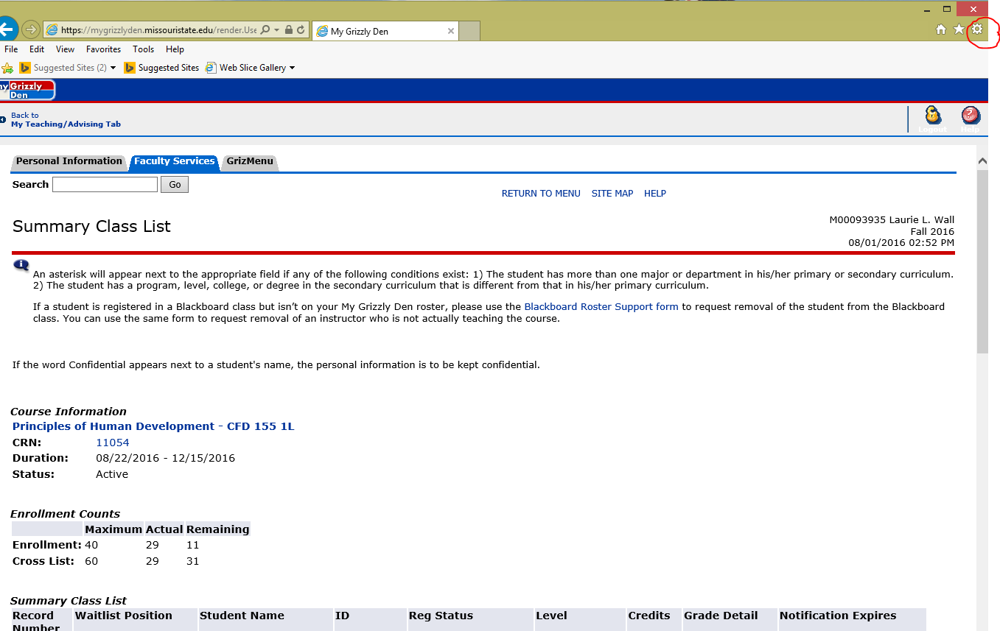 https://mygrizzlyden.missouristate.edu/render.Use
My Grizzly Den
File Edit View Favorites Tools Help
Suggested Sites (2) Suggested Sites Web Slice Gallery
Grizzly
Den
Back to
My Teaching/Advising Tab
Logout Help
Personal Information Faculty Services GrizMenu
Search Go
RETURN TO MENU SITE MAP HELP
Summary Class List
M00093935 Laurie L. Wall
Fall 2016
08/01/2016 02:52 PM
An asterisk will appear next to the appropriate field if any of the following conditions exist: 1) The student has more than one major or department in his/her primary or secondary curriculum.
2) The student has a program, level, college, or degree in the secondary curriculum that is different from that in his/her primary curriculum.
If a student is registered in a Blackboard class but isn’t on your My Grizzly Den roster, please use the Blackboard Roster Support form to request removal of the student from the Blackboard
class. You can use the same form to request removal of an instructor who is not actually teaching the course.
If the word Confidential appears next to a student's name, the personal information is to be kept confidential.
Course Information
Principles of Human Development - CFD 155 1L
CRN: 11054
Duration: 08/22/2016 - 12/15/2016
Status: Active
Enrollment Counts
Maximum Actual Remaining
Enrollment: 40 29 11
Cross List: 60 29 31
Summary Class List
Record Waitlist Position Student Name ID Reg Status Level Credits Grade Detail Notification Expires
Number